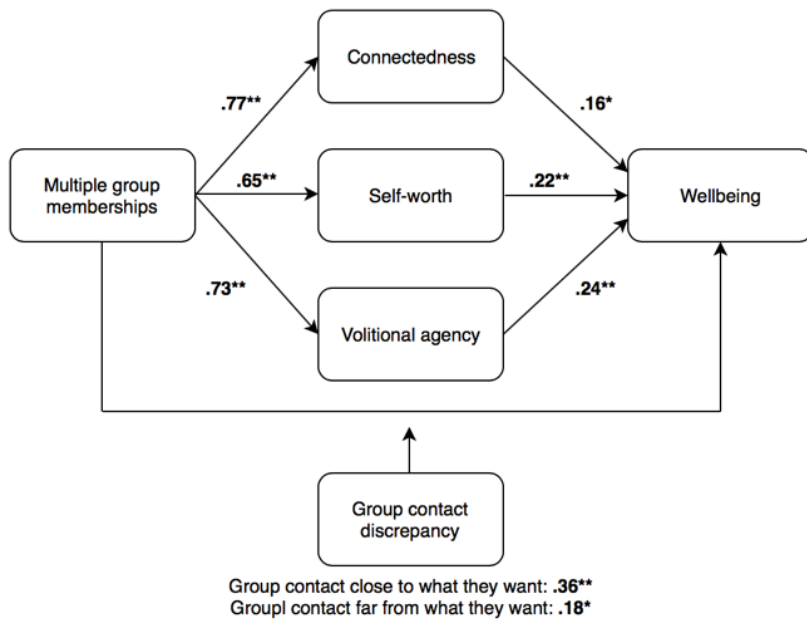 Connectedness
.77**
.16*
Multiple group
memberships
.65**
Self-worth
.22**
Wellbeing
.73**
.24**
Volitional agency
Group contact
discrepancy
Group contact close to what they want: .36**
Groupl contact far from what they want: .18*